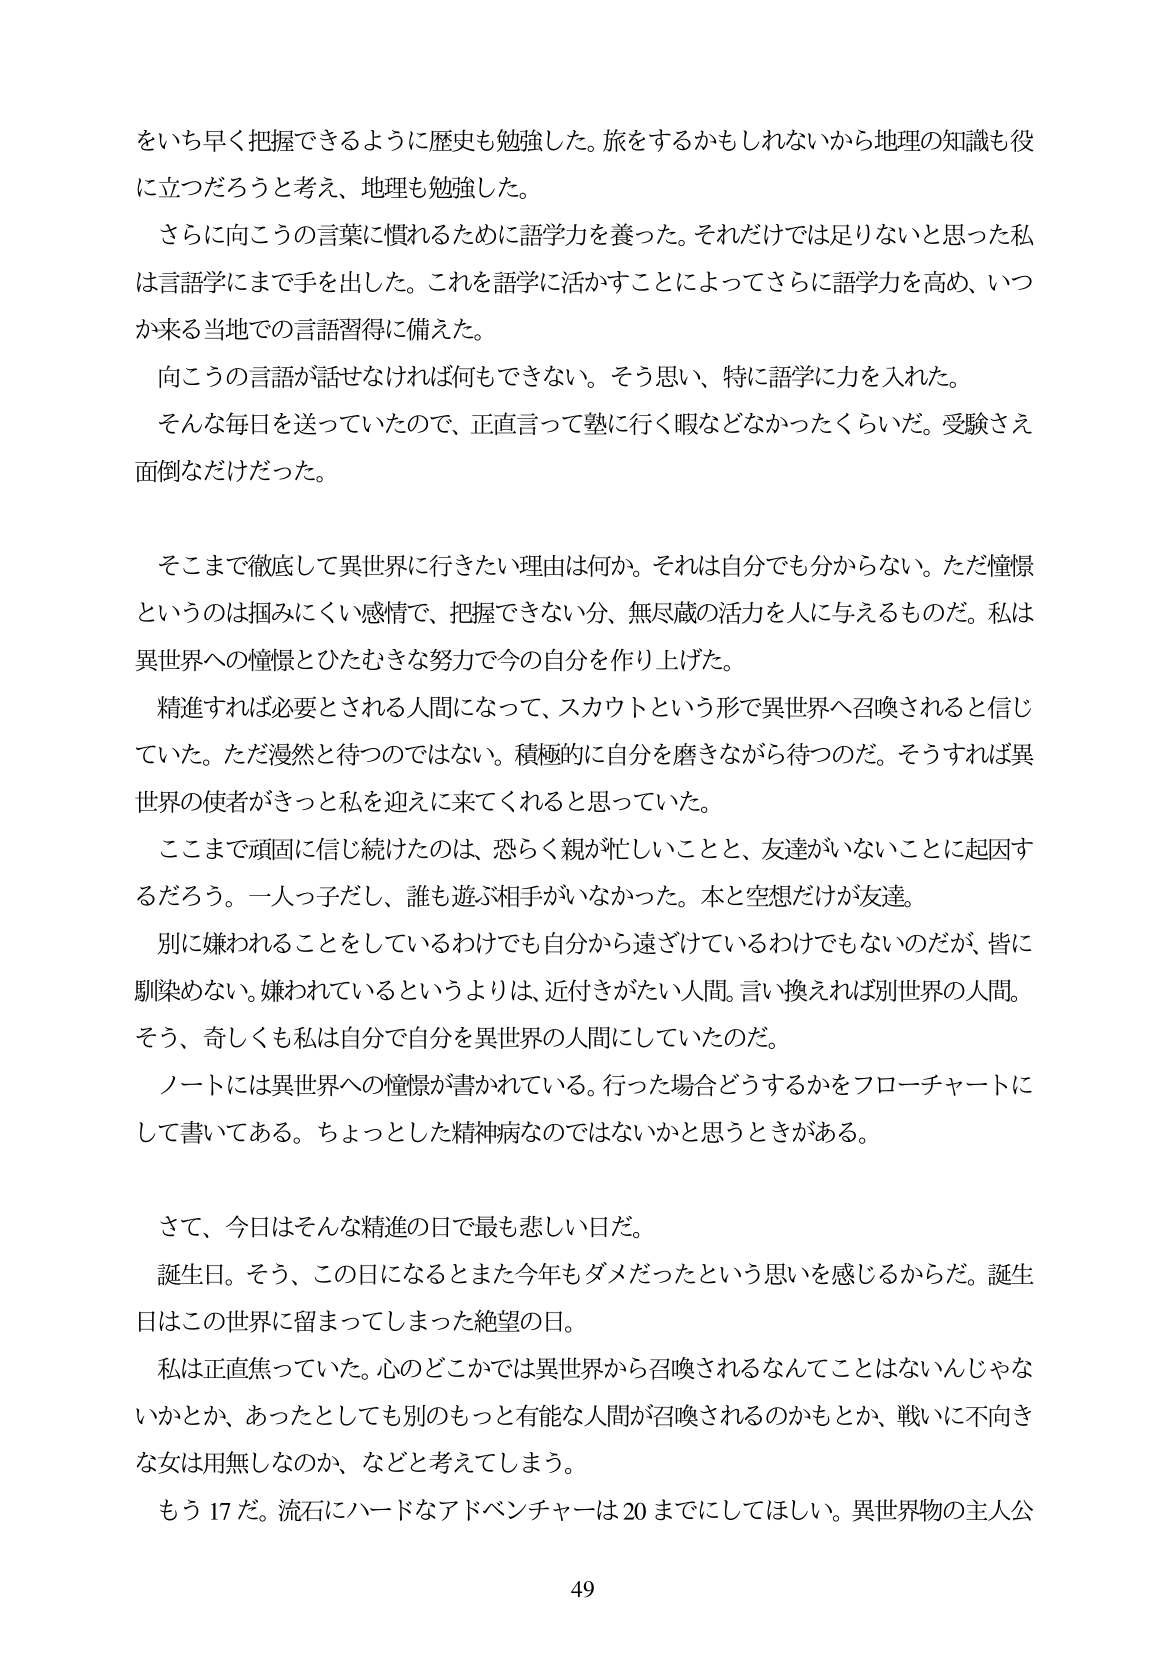 をいち早く把握できるように歴史も勉強した。旅をするかもしれないから地理の知識も役
に立つだろうと考え、地理も勉強した。
　さらに向こうの言葉に慣れるために語学力を養った。それだけでは足りないと思った私
は言語学にまで手を出した。これを語学に活かすことによってさらに語学力を高め、いつ
か来る当地での言語習得に備えた。
　向こうの言語が話せなければ何もできない。そう思い、特に語学に力を入れた。
　そんな毎日を送っていたので、正直言って塾に行く暇などなかったくらいだ。受験さえ
面倒なだけだった。
　そこまで徹底して異世界に行きたい理由は何か。それは自分でも分からない。ただ憧憬
というのは掴みにくい感情で、把握できない分、無尽蔵の活力を人に与えるものだ。私は
異世界への憧憬とひたむきな努力で今の自分を作り上げた。
　精進すれば必要とされる人間になって、スカウトという形で異世界へ召喚されると信じ
ていた。ただ漫然と待つのではない。積極的に自分を磨きながら待つのだ。そうすれば異
世界の使者がきっと私を迎えに来てくれると思っていた。
　ここまで頑固に信じ続けたのは、恐らく親が忙しいことと、友達がいないことに起因す
るだろう。一人っ子だし、誰も遊ぶ相手がいなかった。本と空想だけが友達。
　別に嫌われることをしているわけでも自分から遠ざけているわけでもないのだが、皆に
馴染めない。嫌われているというよりは、近付きがたい人間。言い換えれば別世界の人間。
そう、奇しくも私は自分で自分を異世界の人間にしていたのだ。
　ノートには異世界への憧憬が書かれている。行った場合どうするかをフローチャートに
して書いてある。ちょっとした精神病なのではないかと思うときがある。
　さて、今日はそんな精進の日で最も悲しい日だ。
　誕生日。そう、この日になるとまた今年もダメだったという思いを感じるからだ。誕生
日はこの世界に留まってしまった絶望の日。
　私は正直焦っていた。心のどこかでは異世界から召喚されるなんてことはないんじゃな
いかとか、あったとしても別のもっと有能な人間が召喚されるのかもとか、戦いに不向き
な女は用無しなのか、などと考えてしまう。
　もう 17 だ。流石にハードなアドベンチャーは 20 までにしてほしい。異世界物の主人公
49